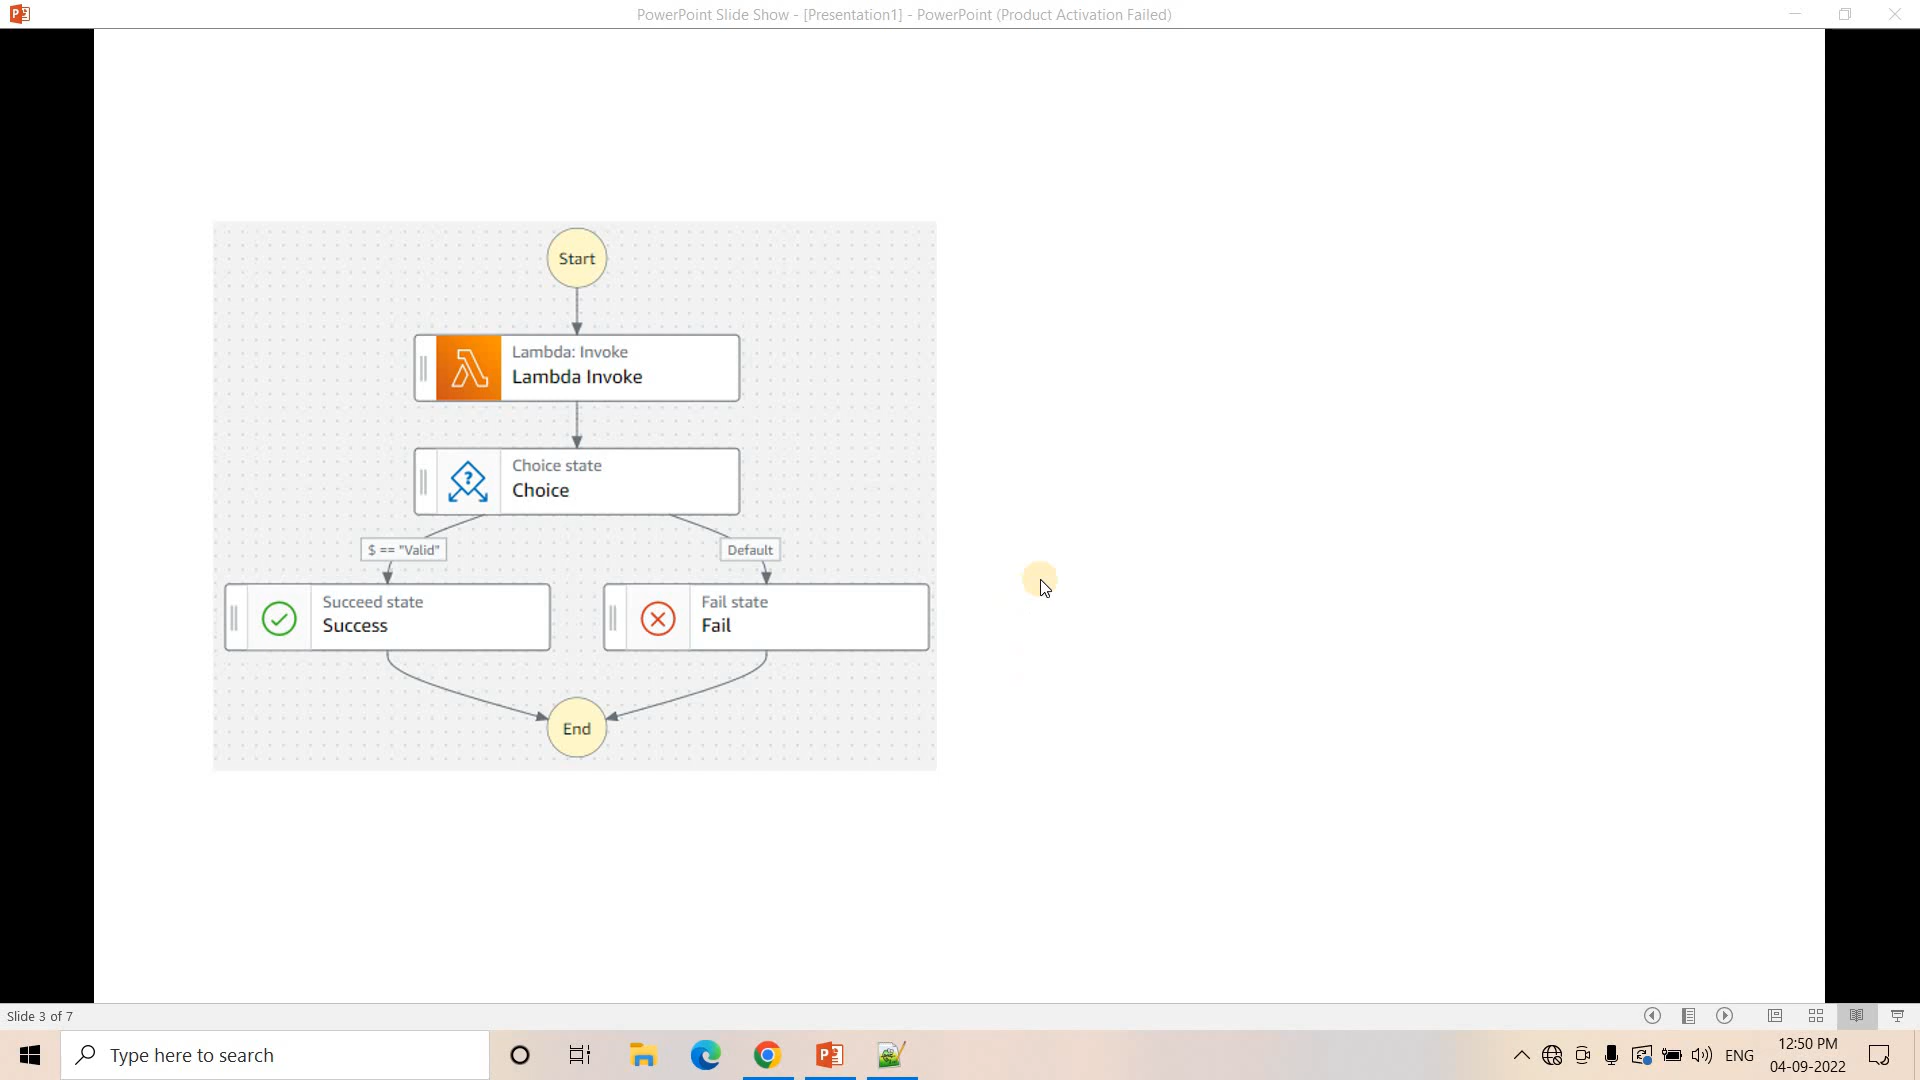 PowerPoint Slide Show - [Presentation1] - PowerPoint (Product Activation Failed)
Start
Lambda: Invoke
Lambda Invoke
Choice state
Choice
$ == "Valid"
Default
Succeed state
Success
Fail state
Fail
End
Slide 3 of 7
Type here to search
ENG
12:50 PM
04-09-2022